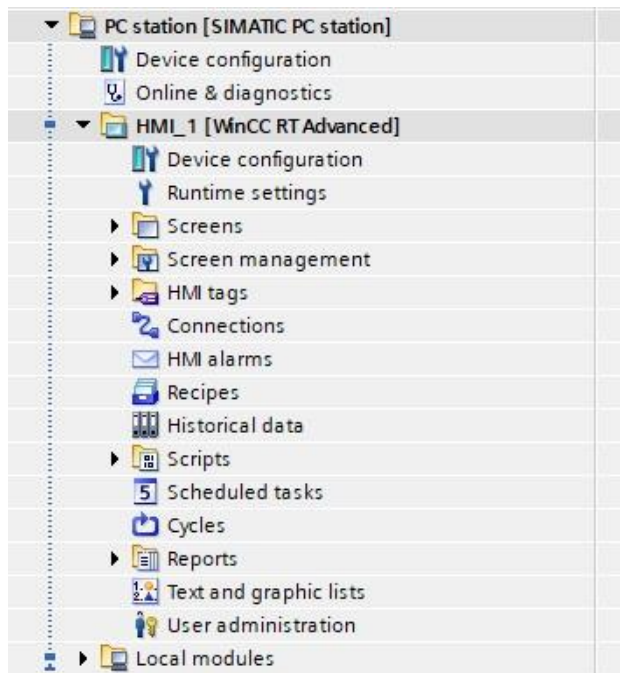 PC station [SIMATIC PC station]
Device configuration
Online & diagnostics
HMI_1 [WinCC RT Advanced]
Device configuration
Runtime settings
Screens
Screen management
HMI tags
Connections
HMI alarms
Recipes
Historical data
Scripts
Scheduled tasks
Cycles
Reports
Text and graphic lists
User administration
Local modules